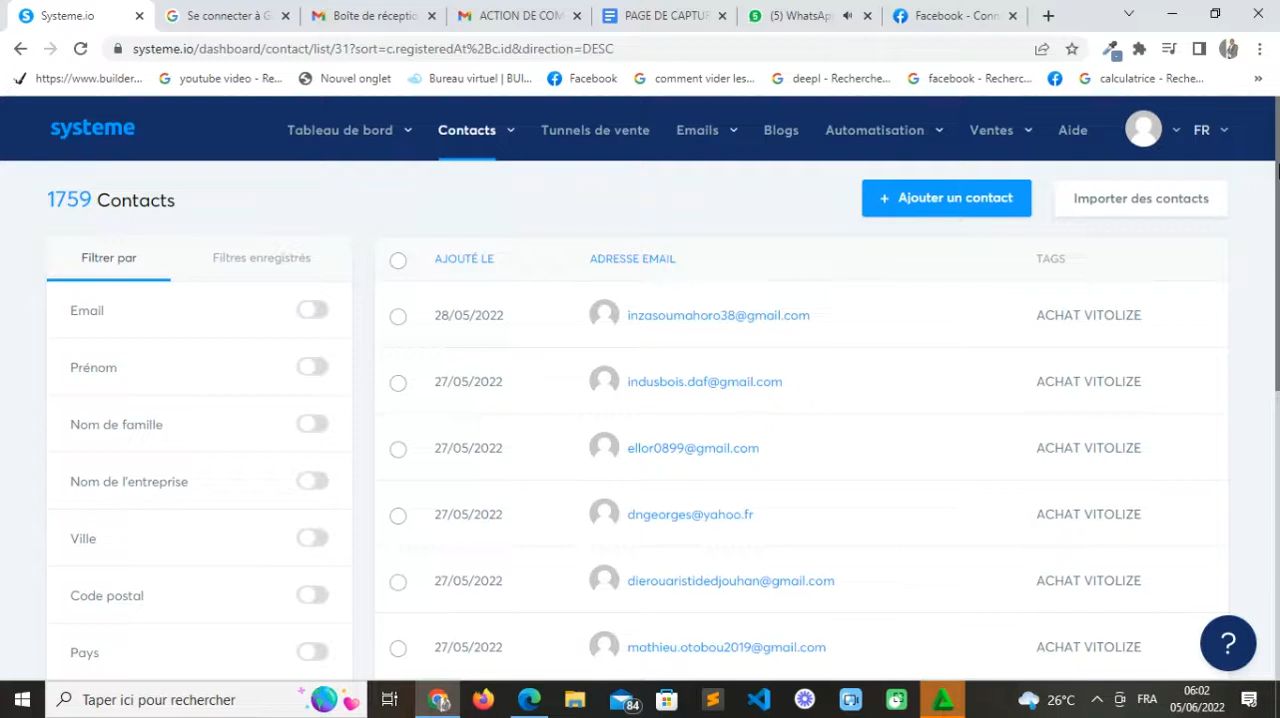 Systeme.io
Se connecter à G
Boîte de récepti
ACTION DE COM
PAGE DE CAPTU
(5) WhatsAp
Facebook - Conn
systeme.io/dashboard/contact/list/31?sort=c.registeredAt%2Bc.id&direction=DESC
https://www.builder...
youtube video - Re...
Nouvel onglet
Bureau virtuel | BUI...
Facebook
comment vider les...
deepl - Recherche...
facebook - Recherc...
calculatrice - Reche...
systeme
Tableau de bord
Contacts
Tunnels de vente
Emails
Blogs
Automatisation
Ventes
Aide
FR
1759 Contacts
+ Ajouter un contact
Importer des contacts
Filtrer par
Filtres enregistrés
AJOUTÉ LE
ADRESSE EMAIL
TAGS
Email
28/05/2022
inzasoumahoro38@gmail.com
ACHAT VITOLIZE
Prénom
27/05/2022
indusbois.daf@gmail.com
ACHAT VITOLIZE
Nom de famille
27/05/2022
ellor0899@gmail.com
ACHAT VITOLIZE
Nom de l'entreprise
27/05/2022
dngeorges@yahoo.fr
ACHAT VITOLIZE
Ville
Code postal
27/05/2022
dierouaristidedjouhan@gmail.com
ACHAT VITOLIZE
Pays
27/05/2022
mathieu.otobou2019@gmail.com
ACHAT VITOLIZE
?
Taper ici pour rechercher
84
26°C
FRA
06:02
05/06/2022